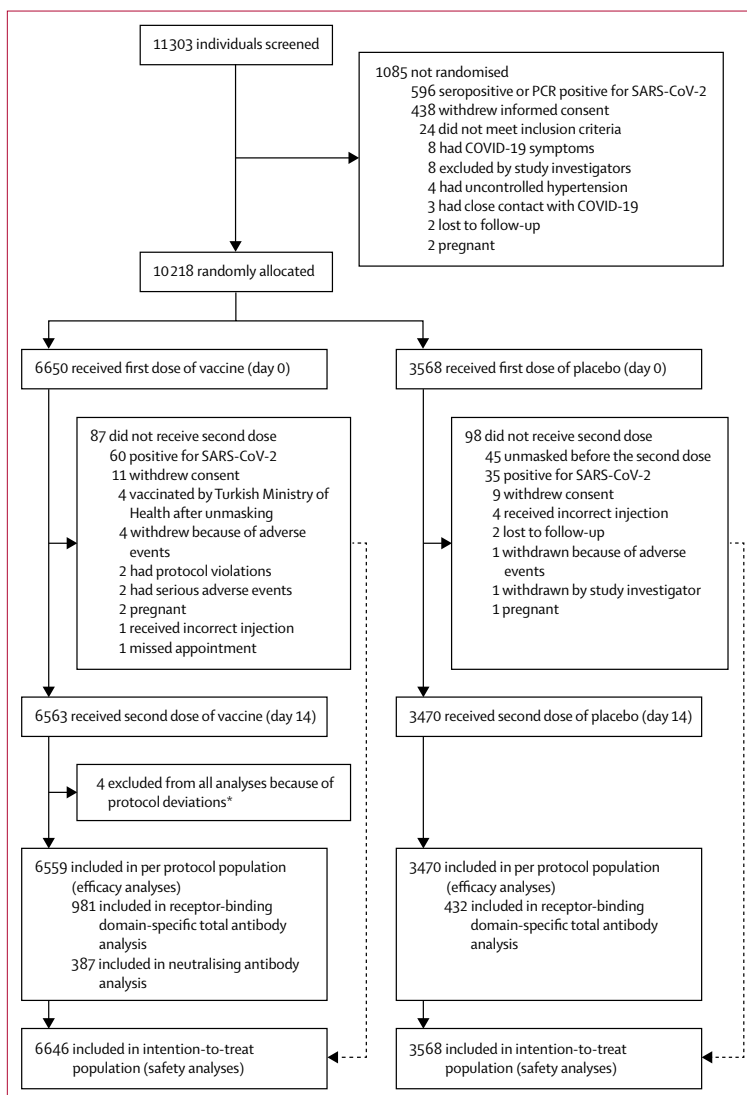 11303 individuals screened
1085 not randomised
596 seropositive or PCR positive for SARS-CoV-2
438 withdrew informed consent
24 did not meet inclusion criteria
8 had COVID-19 symptoms
8 excluded by study investigators
4 had uncontrolled hypertension
3 had close contact with COVID-19
2 lost to follow-up
2 pregnant
10218 randomly allocated
6650 received first dose of vaccine (day 0)
3568 received first dose of placebo (day 0)
87 did not receive second dose
60 positive for SARS-CoV-2
11 withdrew consent
4 vaccinated by Turkish Ministry of
Health after unmasking
4 withdrew because of adverse
events
2 had protocol violations
2 had serious adverse events
2 pregnant
1 received incorrect injection
1 missed appointment
98 did not receive second dose
45 unmasked before the second dose
35 positive for SARS-CoV-2
9 withdrew consent
4 received incorrect injection
2 lost to follow-up
1 withdrawn because of adverse
events
1 withdrawn by study investigator
1 pregnant
6563 received second dose of vaccine (day 14)
3470 received second dose of placebo (day 14)
4 excluded from all analyses because of
protocol deviations*
6559 included in per protocol population
(efficacy analyses)
981 included in receptor-binding
domain-specific total antibody
analysis
387 included in neutralising antibody
analysis
3470 included in per protocol population
(efficacy analyses)
432 included in receptor-binding
domain-specific total antibody
analysis
6646 included in intention-to-treat
population (safety analyses)
3568 included in intention-to-treat
population (safety analyses)